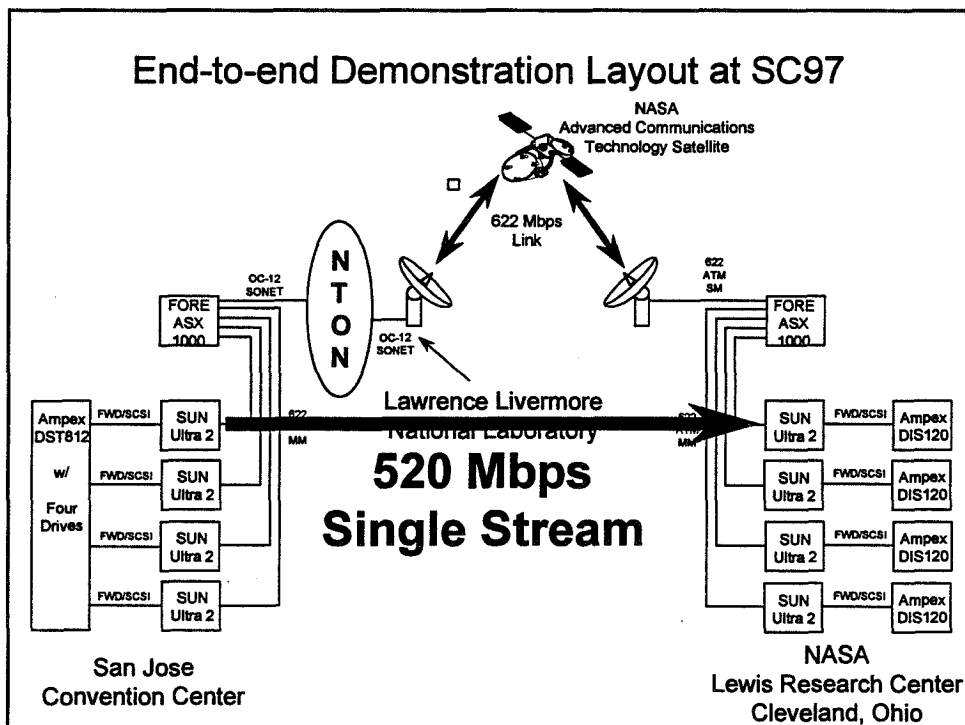 End-to-end Demonstration Layout at SC97
NASA
Advanced Communications
Technology Satellite
622 Mbps
Link
NTON
OC-12
SONET
OC-12
SONET
622
ATM
SM
FORE
ASX
1000
FORE
ASX
1000
Lawrence Livermore
National Laboratory
622
MM
622
ATM
MM
520 Mbps
Single Stream
Ampex
DST812
w/
Four
Drives
FWD/SCSI
SUN
Ultra 2
FWD/SCSI
SUN
Ultra 2
FWD/SCSI
SUN
Ultra 2
FWD/SCSI
SUN
Ultra 2
SUN
Ultra 2
FWD/SCSI
Ampex
DIS120
SUN
Ultra 2
FWD/SCSI
Ampex
DIS120
SUN
Ultra 2
FWD/SCSI
Ampex
DIS120
SUN
Ultra 2
FWD/SCSI
Ampex
DIS120
San Jose
Convention Center
NASA
Lewis Research Center
Cleveland, Ohio